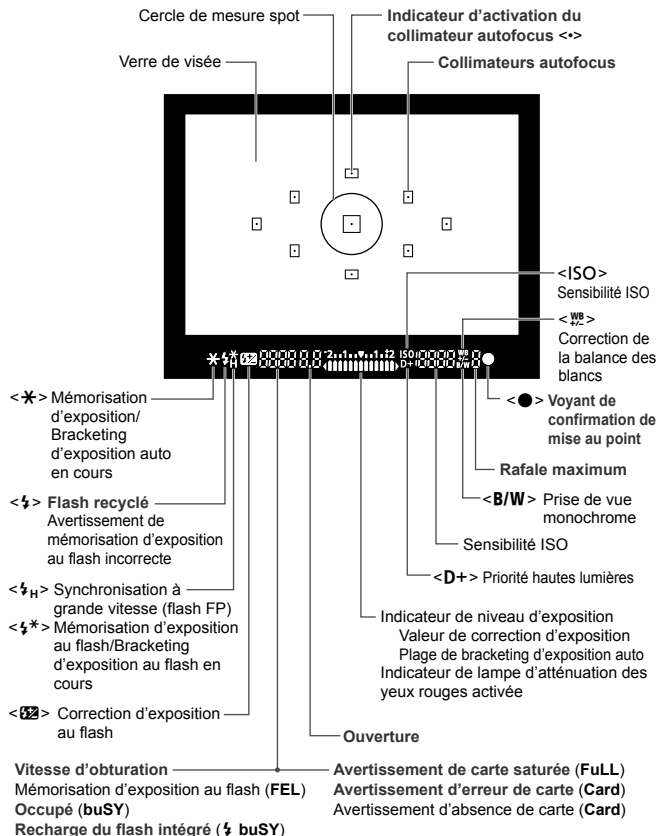 Cercle de mesure spot
Indicateur d'activation du
collimateur autofocus <•>
Verre de visée
Collimateurs autofocus
<ISO>
Sensibilité ISO
<WB +/->
Correction de
la balance des
blancs
-2..1..▼..1..+2 ISO
D+ B/W
<●> Voyant de
confirmation de
mise au point
<✱> Mémorisation
d'exposition/
Bracketing
d'exposition auto
en cours
Rafale maximum
<B/W> Prise de vue
monochrome
<⚡> Flash recyclé
Avertissement de
mémorisation d'exposition
au flash incorrecte
Sensibilité ISO
<D+> Priorité hautes lumières
<⚡H> Synchronisation à
grande vitesse (flash FP)
<⚡*> Mémorisation d'exposition
au flash/Bracketing
d'exposition au flash en
cours
Indicateur de niveau d'exposition
Valeur de correction d'exposition
Plage de bracketing d'exposition auto
Indicateur de lampe d'atténuation des
yeux rouges activée
<⚡+/-> Correction d'exposition
au flash
Ouverture
Vitesse d'obturation
Mémorisation d'exposition au flash (FEL)
Occupé (buSY)
Recharge du flash intégré (⚡ buSY)
Avertissement de carte saturée (FuLL)
Avertissement d'erreur de carte (Card)
Avertissement d'absence de carte (Card)